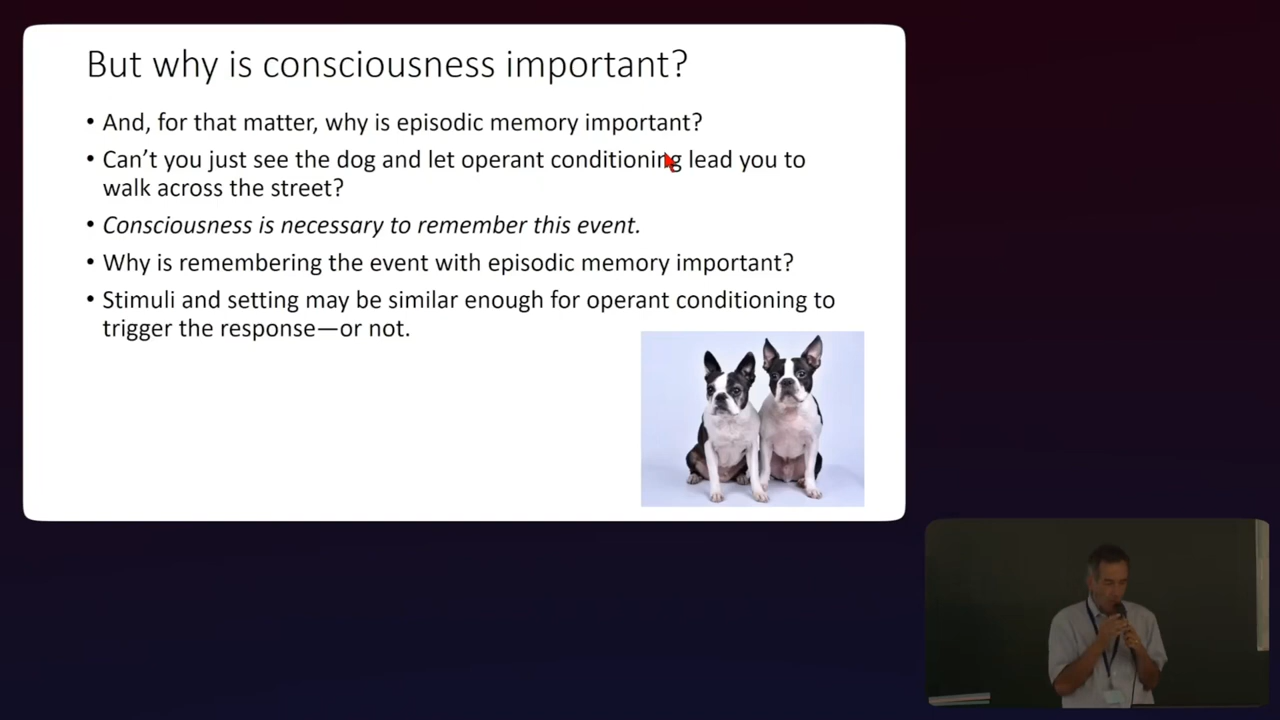 But why is consciousness important?
• And, for that matter, why is episodic memory important?
• Can't you just see the dog and let operant conditioning lead you to
walk across the street?
• Consciousness is necessary to remember this event.
• Why is remembering the event with episodic memory important?
• Stimuli and setting may be similar enough for operant conditioning to
trigger the response—or not.